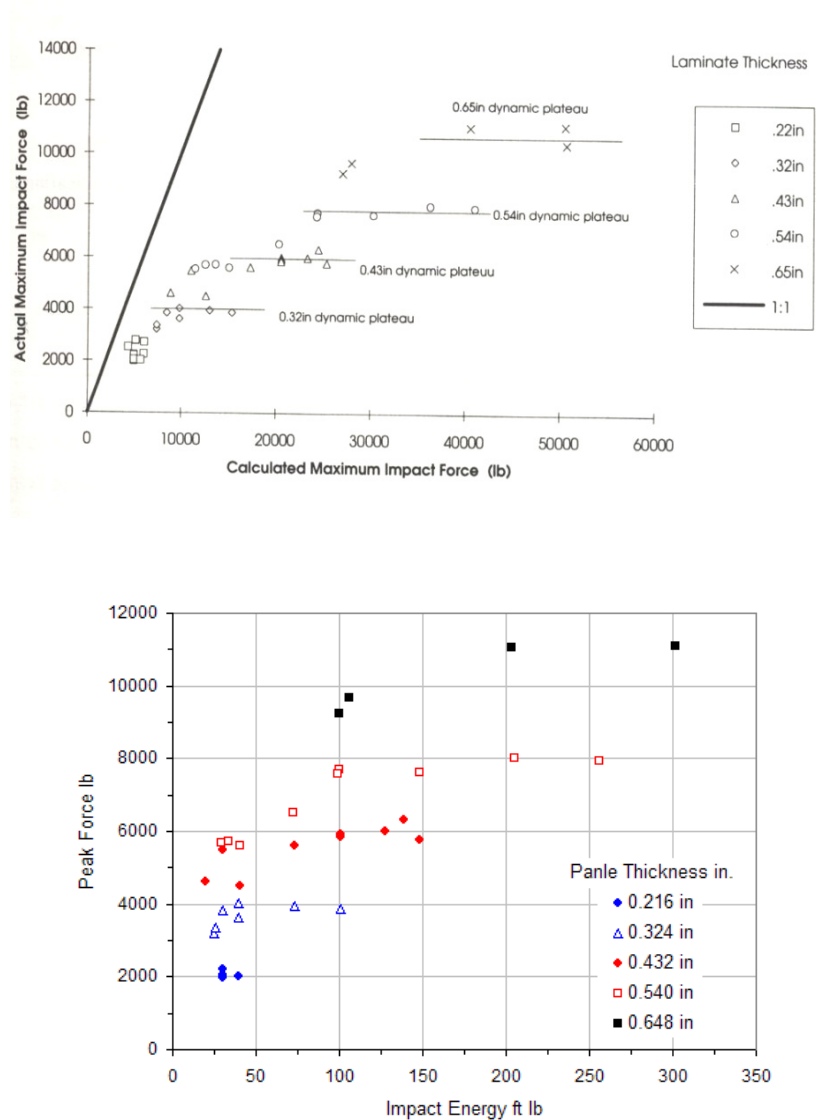 14000
12000
10000
8000
6000
4000
2000
0
Actual Maximum Impact Force (lb)
0.65in dynamic plateau
0.54in dynamic plateau
0.43in dynamic plateuu
0.32in dynamic plateau
0
10000
20000
30000
40000
50000
60000
Calculated Maximum Impact Force (lb)
Laminate Thickness
.22in
.32in
.43in
.54in
.65in
1:1
12000
10000
8000
6000
4000
2000
0
Peak Force lb
Panle Thickness in.
0.216 in
0.324 in
0.432 in
0.540 in
0.648 in
0
50
100
150
200
250
300
350
Impact Energy ft lb